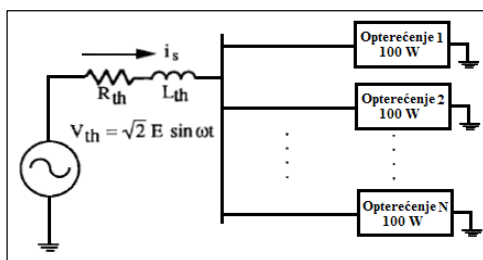 i_s
R_th
L_th
V_th = √2 E sin ωt
Opterećenje 1
100 W
Opterećenje 2
100 W
Opterećenje N
100 W